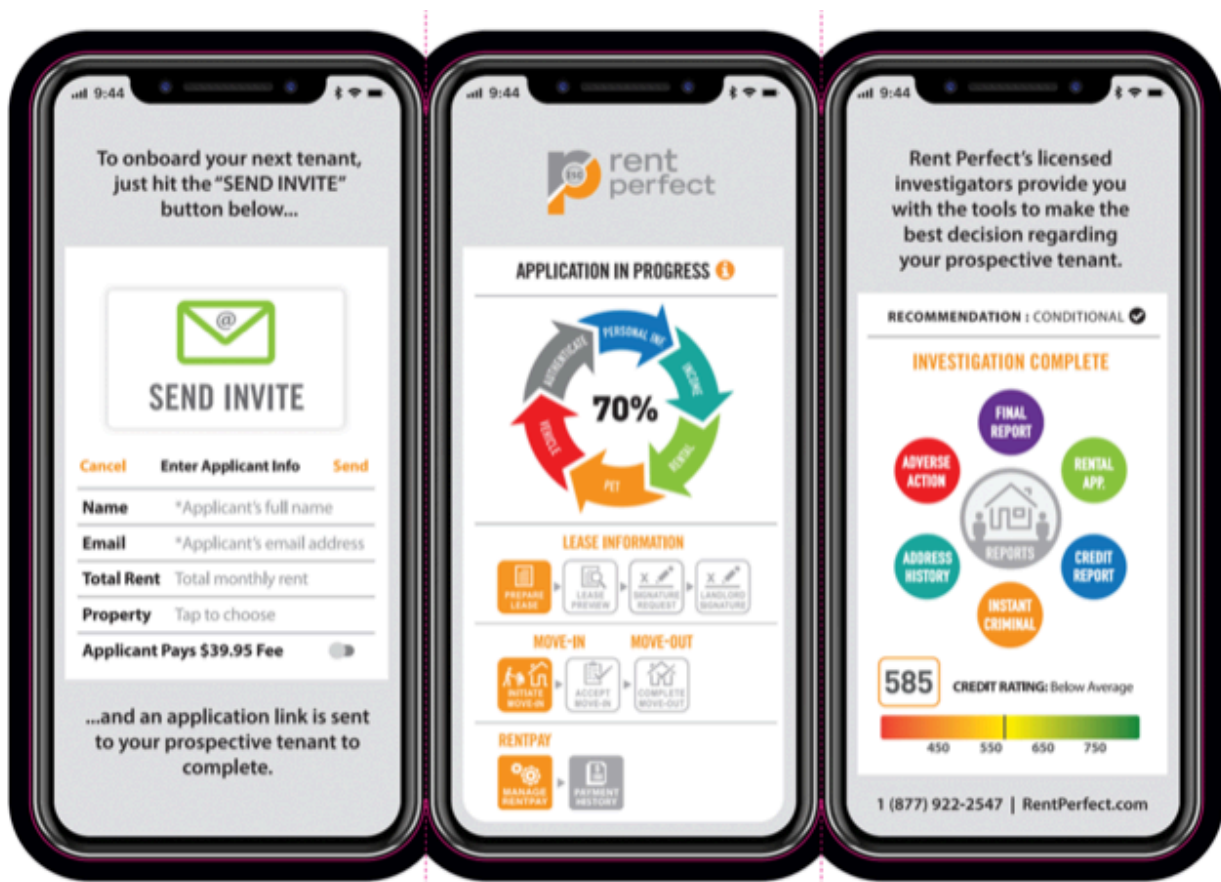 9:44
To onboard your next tenant,
just hit the “SEND INVITE”
button below...
@
SEND INVITE
Cancel Enter Applicant Info Send
Name *Applicant's full name
Email *Applicant's email address
Total Rent Total monthly rent
Property Tap to choose
Applicant Pays $39.95 Fee
...and an application link is sent
to your prospective tenant to
complete.
9:44
rent
perfect
APPLICATION IN PROGRESS i
PERSONAL INF.
INCOME
RENTAL
PET
VEHICLE
AUTHENTICATE
70%
LEASE INFORMATION
PREPARE
LEASE
LEASE
PREVIEW
X
SIGNATURE
REQUEST
X
LANDLORD
SIGNATURE
MOVE-IN MOVE-OUT
INITIATE
MOVE-IN
ACCEPT
MOVE-IN
COMPLETE
MOVE-OUT
RENTPAY
MANAGE
RENTPAY
PAYMENT
HISTORY
9:44
Rent Perfect's licensed
investigators provide you
with the tools to make the
best decision regarding
your prospective tenant.
RECOMMENDATION : CONDITIONAL
INVESTIGATION COMPLETE
FINAL
REPORT
ADVERSE
ACTION
RENTAL
APP.
REPORTS
ADDRESS
HISTORY
CREDIT
REPORT
INSTANT
CRIMINAL
585 CREDIT RATING: Below Average
450 550 650 750
1 (877) 922-2547 | RentPerfect.com